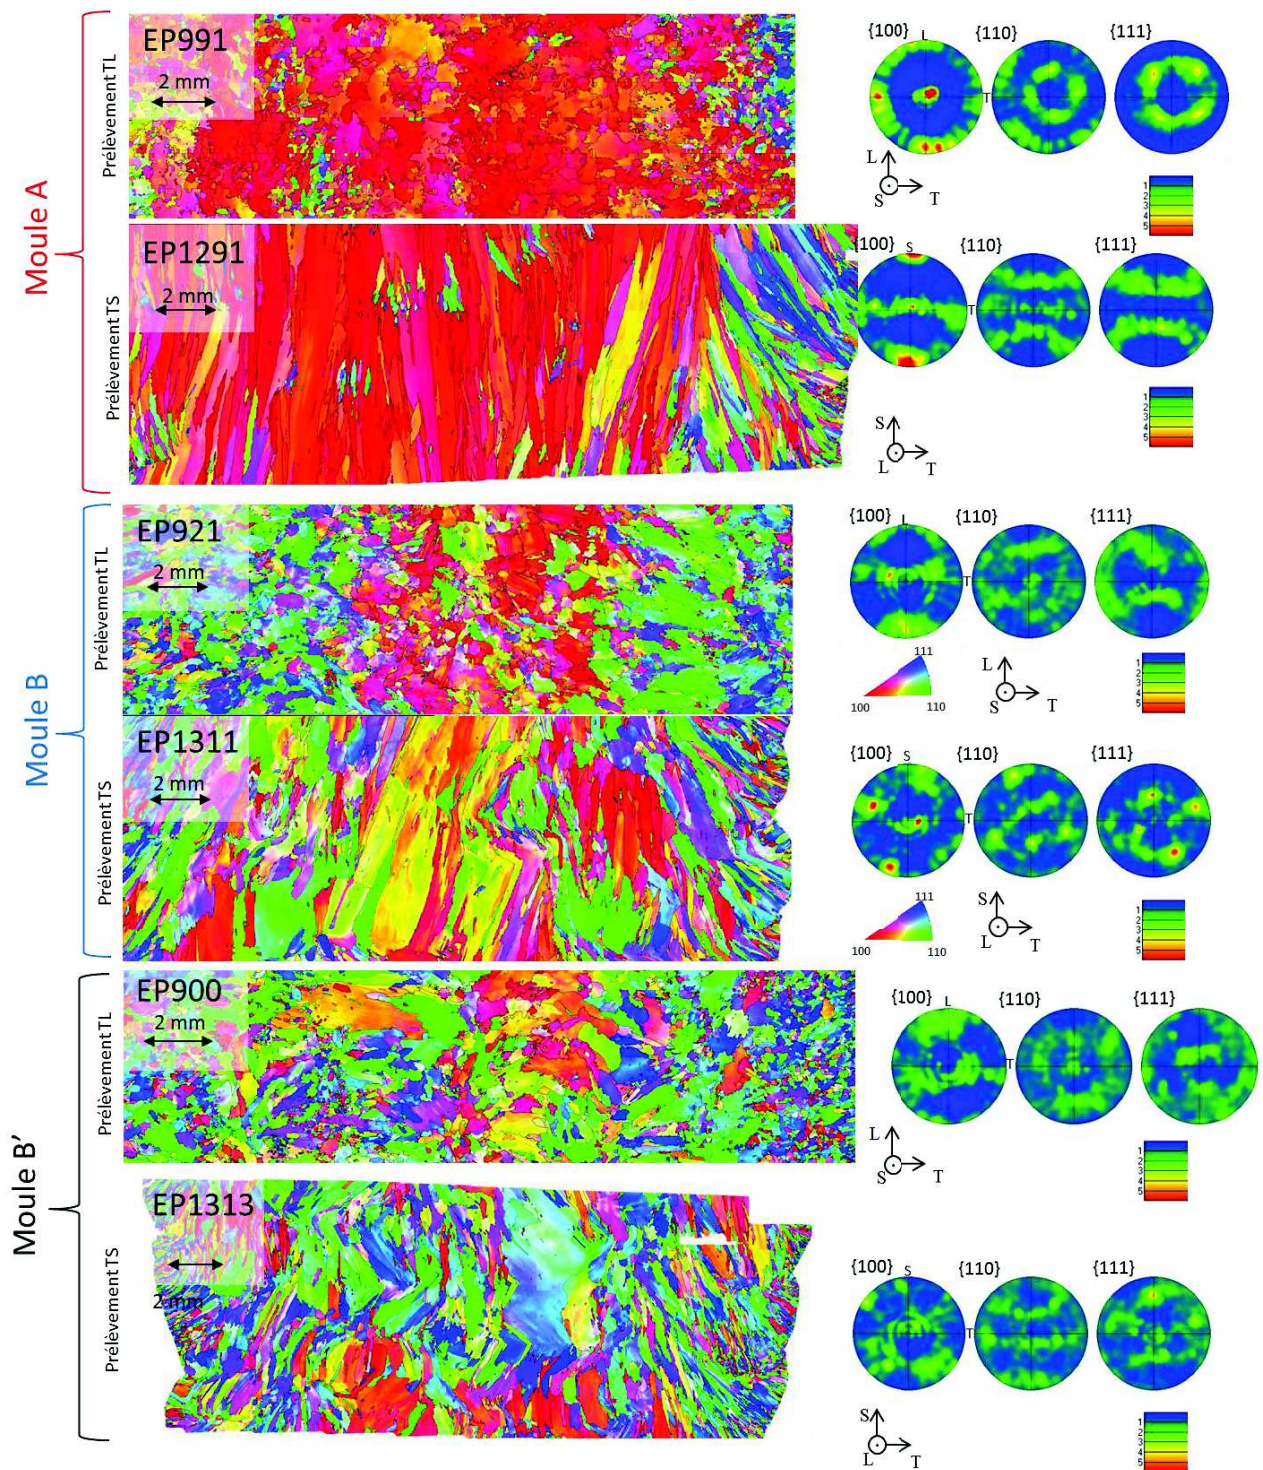 Moule A
Prélèvement TL
EP991
2 mm
{100} L {110} {111}
T
L
S T
1
2
3
4
5
Prélèvement TS
EP1291
2 mm
{100} S {110} {111}
T
S
L T
1
2
3
4
5
Moule B
Prélèvement TL
EP921
2 mm
{100} L {110} {111}
T
111
100 110
L
S T
1
2
3
4
5
Prélèvement TS
EP1311
2 mm
{100} S {110} {111}
T
111
100 110
S
L T
1
2
3
4
5
Moule B’
Prélèvement TL
EP900
2 mm
{100} L {110} {111}
T
L
S T
1
2
3
4
5
Prélèvement TS
EP1313
2 mm
{100} S {110} {111}
T
S
L T
1
2
3
4
5